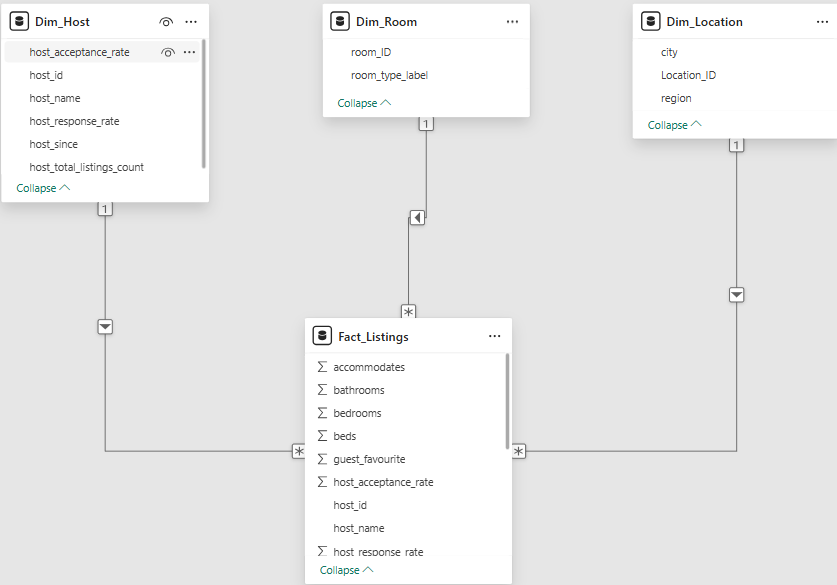 Dim_Host
host_acceptance_rate
host_id
host_name
host_response_rate
host_since
host_total_listings_count
Collapse
1
Dim_Room
room_ID
room_type_label
Collapse
1
Dim_Location
city
Location_ID
region
Collapse
1
*
*
*
Fact_Listings
Σ accommodates
Σ bathrooms
Σ bedrooms
Σ beds
Σ guest_favourite
Σ host_acceptance_rate
host_id
host_name
Σ host_response_rate
Collapse